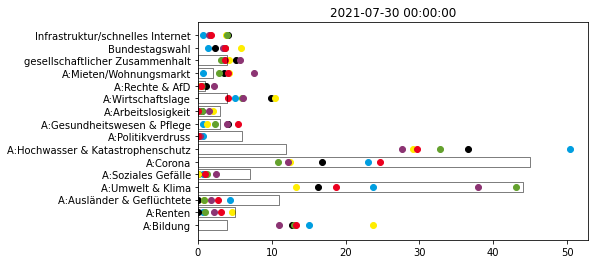 2021-07-30 00:00:00
Infrastruktur/schnelles Internet
Bundestagswahl
gesellschaftlicher Zusammenhalt
A:Mieten/Wohnungsmarkt
A:Rechte & AfD
A:Wirtschaftslage
A:Arbeitslosigkeit
A:Gesundheitswesen & Pflege
A:Politikverdruss
A:Hochwasser & Katastrophenschutz
A:Corona
A:Soziales Gefälle
A:Umwelt & Klima
A:Ausländer & Geflüchtete
A:Renten
A:Bildung
0 10 20 30 40 50